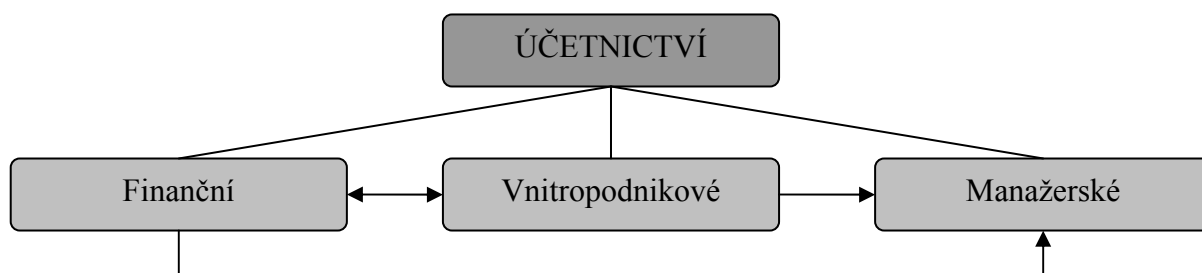 ÚČETNICTVÍ
Finanční
Vnitropodnikové
Manažerské